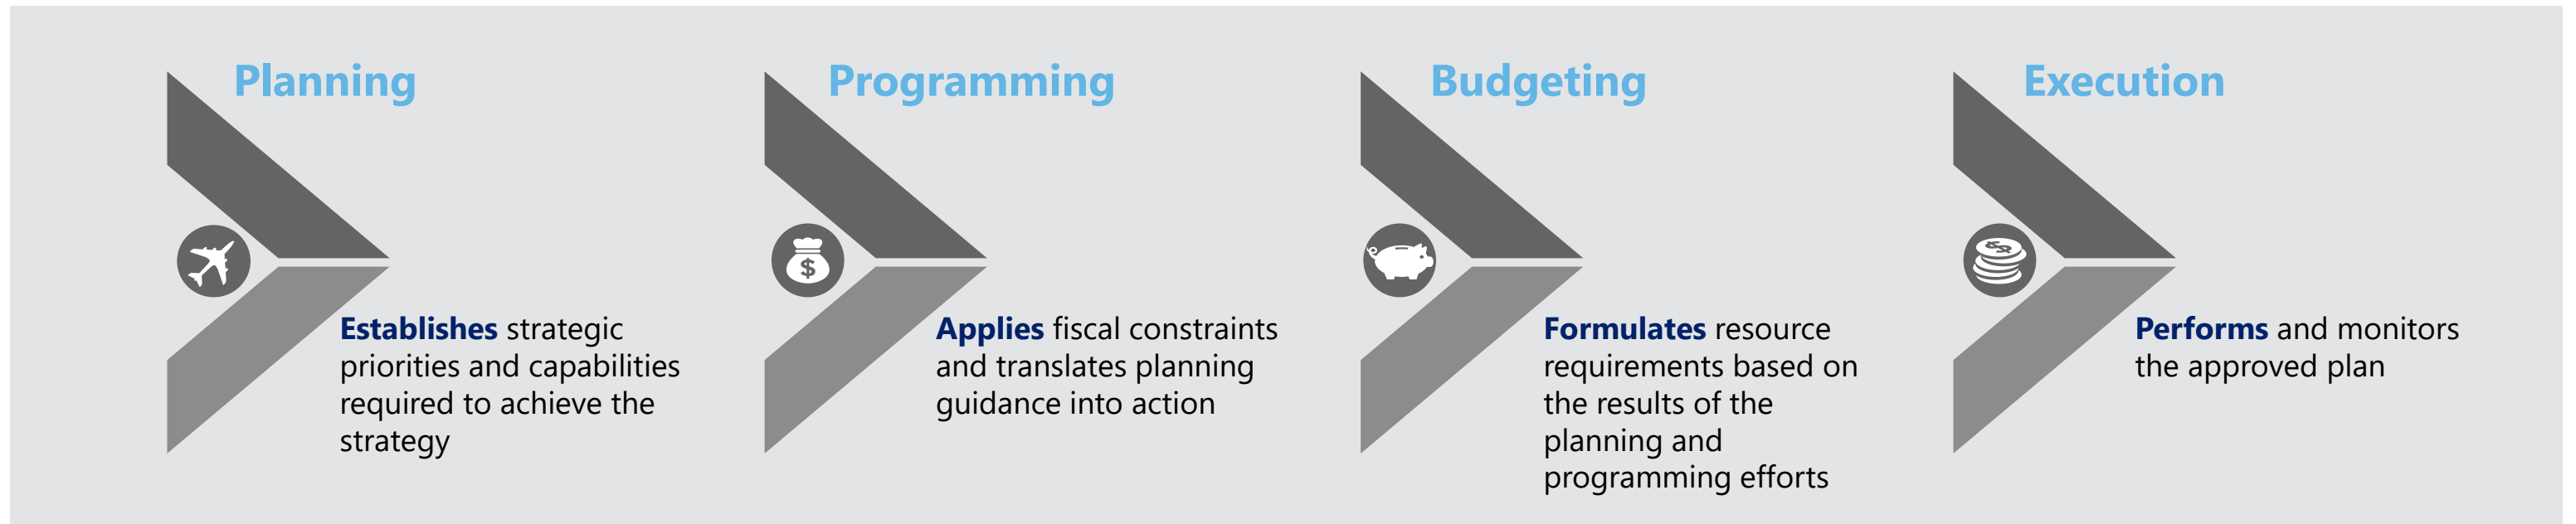 Planning
Establishes strategic
priorities and capabilities
required to achieve the
strategy
Programming
$
Applies fiscal constraints
and translates planning
guidance into action
Budgeting
Formulates resource
requirements based on
the results of the
planning and
programming efforts
Execution
$
Performs and monitors
the approved plan